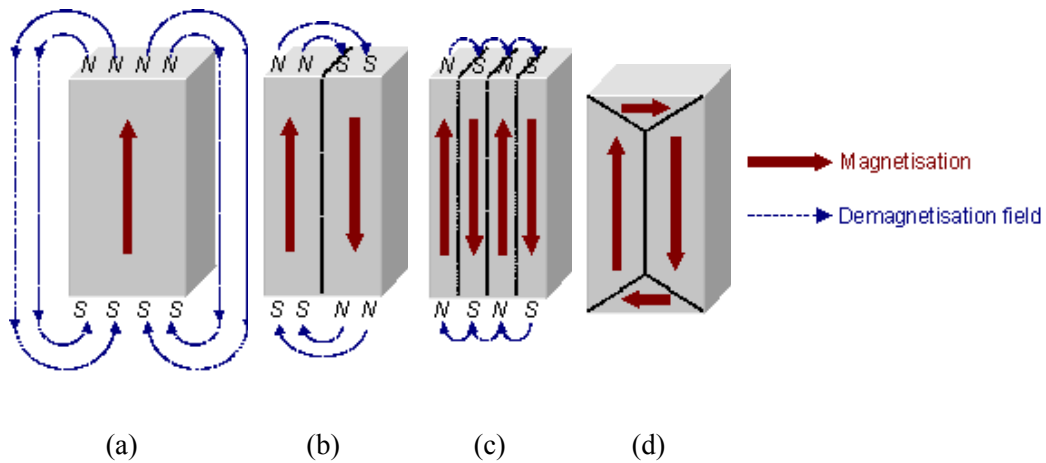 N N N N
N N S S
N S N S
Magnetisation
Demagnetisation field
S S S S
S S N N
N S N S
(a) (b) (c) (d)